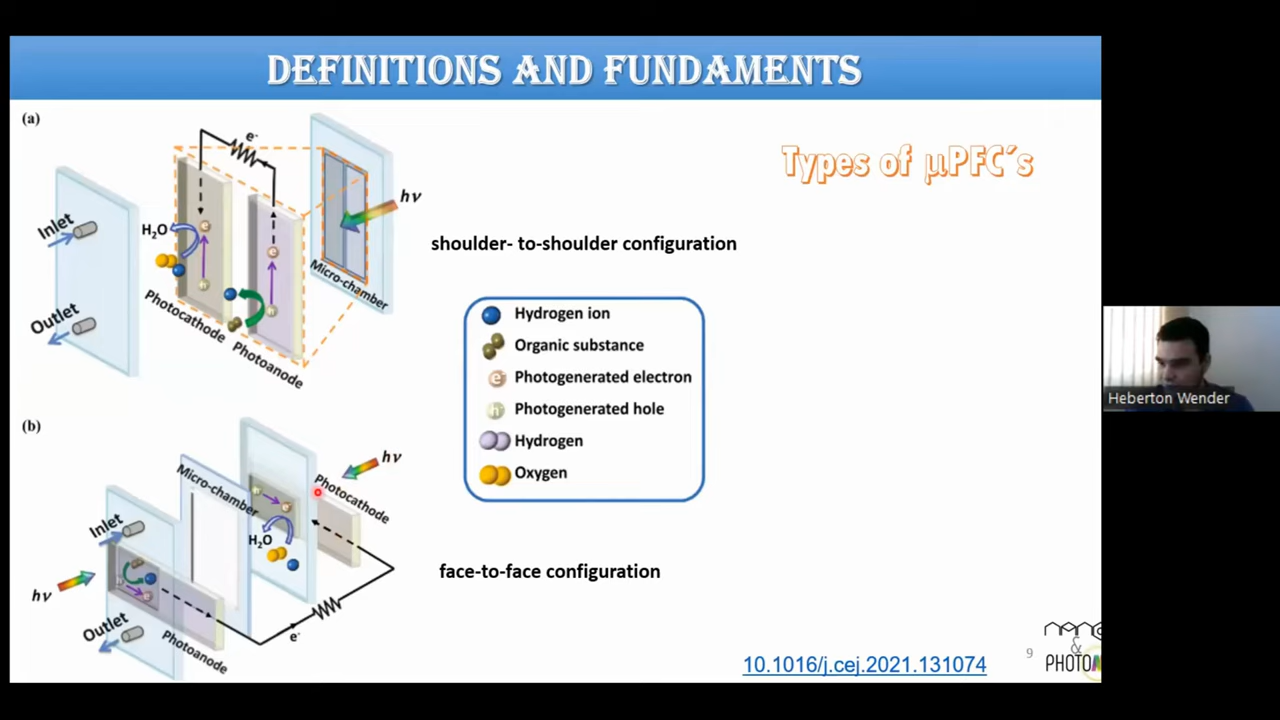 DEFINITIONS AND FUNDAMENTS
Types of μPFC´s
(a)
e-
hν
Inlet
H₂O
e
e
shoulder- to-shoulder configuration
Micro-chamber
h
h
Outlet
Photocathode
Photoanode
Hydrogen ion
Organic substance
e Photogenerated electron
h Photogenerated hole
Hydrogen
Oxygen
Heberton Wender
(b)
hν
Micro-chamber
Photocathode
h
e
Inlet
H₂O
face-to-face configuration
hν
h
e
Outlet
e-
Photoanode
10.1016/j.cej.2021.131074
9
NANO
&
PHOTO